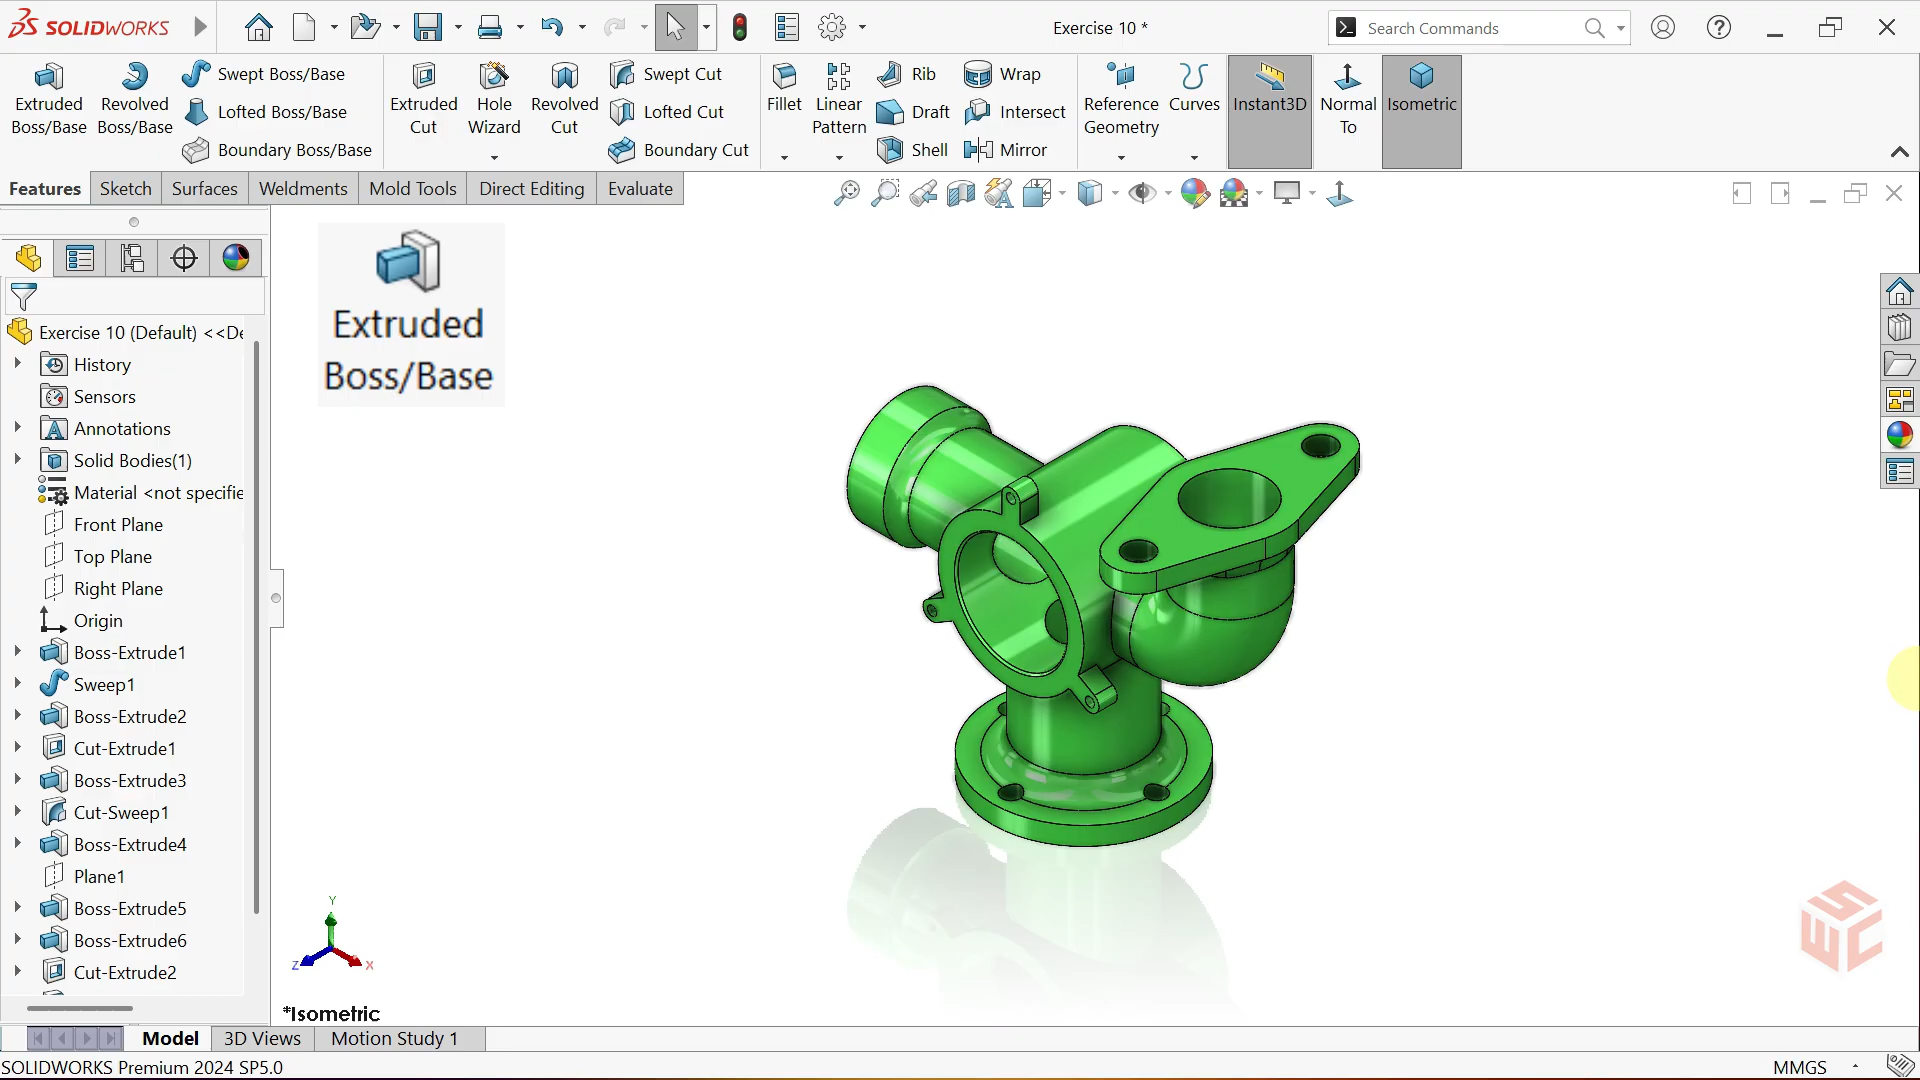 SOLIDWORKS
Exercise 10 *
Search Commands
Extruded
Boss/Base
Revolved
Boss/Base
Swept Boss/Base
Lofted Boss/Base
Boundary Boss/Base
Extruded
Cut
Hole
Wizard
Revolved
Cut
Swept Cut
Lofted Cut
Boundary Cut
Fillet
Linear
Pattern
Rib
Draft
Shell
Wrap
Intersect
Mirror
Reference
Geometry
Curves
Instant3D
Normal
To
Isometric
Features
Sketch
Surfaces
Weldments
Mold Tools
Direct Editing
Evaluate
Extruded
Boss/Base
Exercise 10 (Default) <<De
History
Sensors
Annotations
Solid Bodies(1)
Material <not specifie
Front Plane
Top Plane
Right Plane
Origin
Boss-Extrude1
Sweep1
Boss-Extrude2
Cut-Extrude1
Boss-Extrude3
Cut-Sweep1
Boss-Extrude4
Plane1
Boss-Extrude5
Boss-Extrude6
Cut-Extrude2
Y
Z
X
*Isometric
SWC
Model
3D Views
Motion Study 1
SOLIDWORKS Premium 2024 SP5.0
MMGS